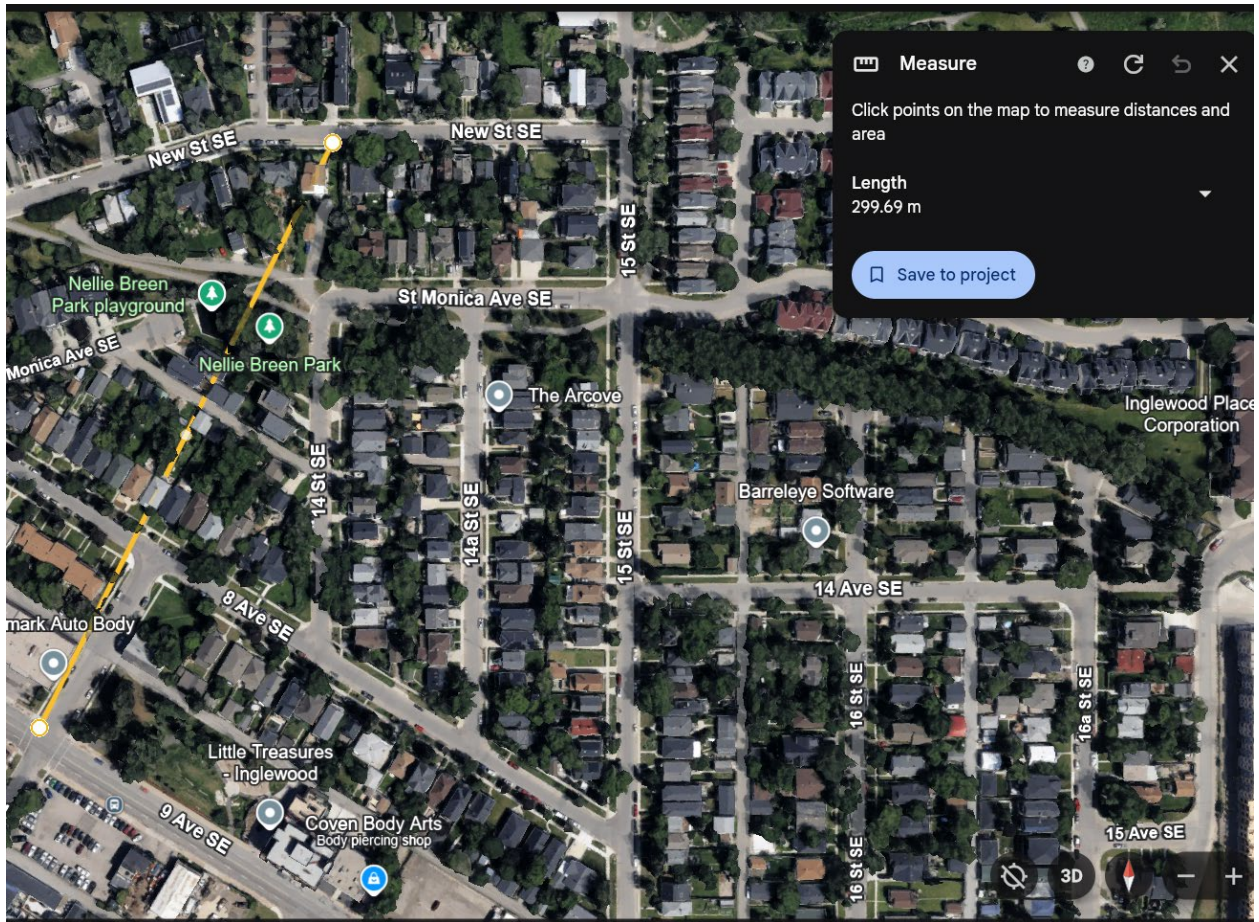 Measure
Click points on the map to measure distances and
area
Length
299.69 m
Save to project
New St SE
New St SE
15 St SE
Nellie Breen
Park playground
St Monica Ave SE
Monica Ave SE
Nellie Breen Park
The Arcove
Inglewood Place
Corporation
14 St SE
14a St SE
15 St SE
Barreleye Software
14 Ave SE
8 Ave SE
mark Auto Body
16 St SE
16a St SE
Little Treasures
- Inglewood
9 Ave SE
Coven Body Arts
Body piercing shop
15 Ave SE
16 St SE
3D